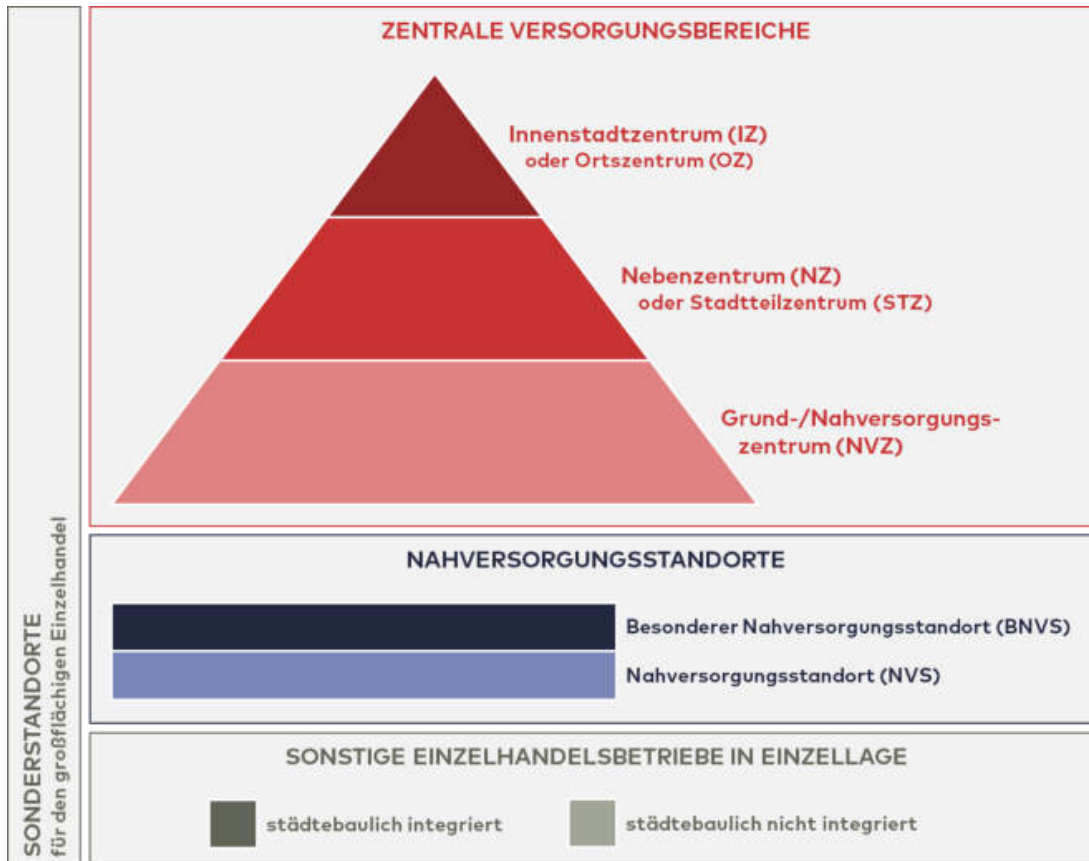 ZENTRALE VERSORGUNGSBEREICHE
Innenstadtzentrum (IZ)
oder Ortszentrum (OZ)
Nebenzentrum (NZ)
oder Stadtteilzentrum (STZ)
Grund-/Nahversorgungs-
zentrum (NVZ)
NAHVERSORGUNGSSTANDORTE
Besonderer Nahversorgungsstandort (BNVS)
Nahversorgungsstandort (NVS)
SONSTIGE EINZELHANDELSBETRIEBE IN EINZELLAGE
städtebaulich integriert
städtebaulich nicht integriert
SONDERSTANDORTE
für den großflächigen Einzelhandel